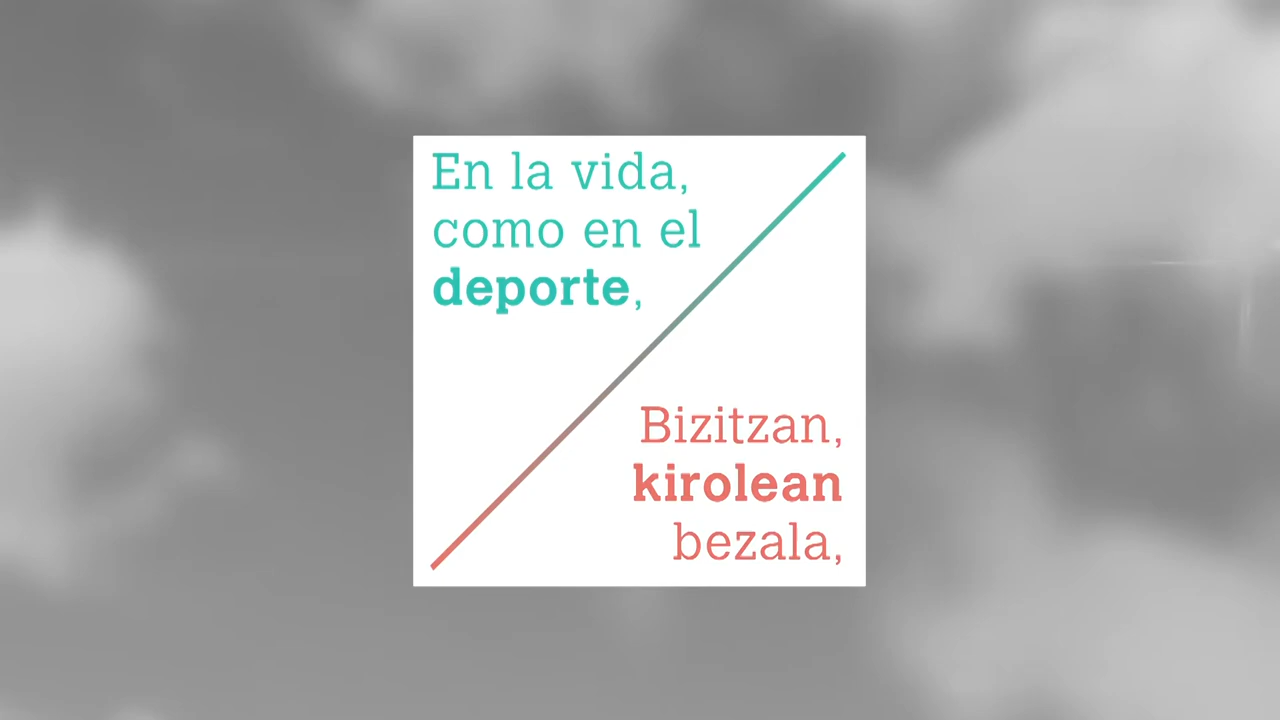 En la vida,
como en el
deporte,
Bizitzan,
kirolean
bezala,